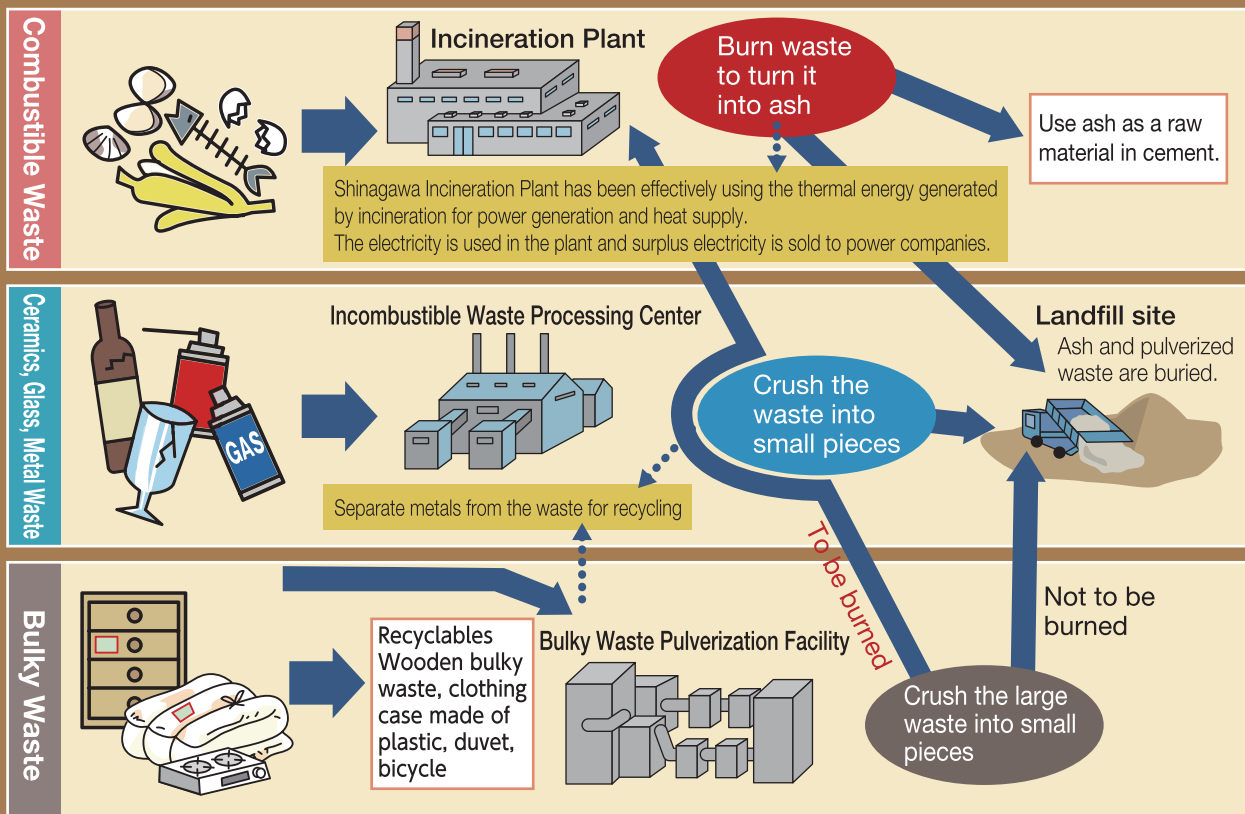 Combustible Waste
Incineration Plant
Burn waste
to turn it
into ash
Use ash as a raw
material in cement.
Shinagawa Incineration Plant has been effectively using the thermal energy generated
by incineration for power generation and heat supply.
The electricity is used in the plant and surplus electricity is sold to power companies.
Ceramics, Glass, Metal Waste
GAS
Incombustible Waste Processing Center
Crush the
waste into
small pieces
Landfill site
Ash and pulverized
waste are buried.
Separate metals from the waste for recycling
To be burned
Not to be
burned
Bulky Waste
Recyclables
Wooden bulky
waste, clothing
case made of
plastic, duvet,
bicycle
Bulky Waste Pulverization Facility
Crush the large
waste into small
pieces